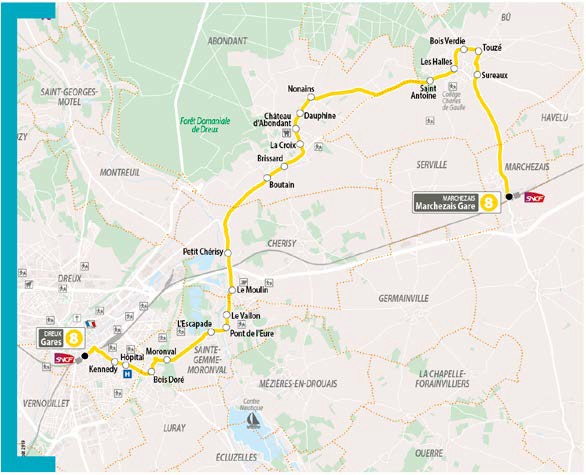 BÛ
ABONDANT
Bois Verdie
Touzé
Les Halles
Sureaux
SAINT-GEORGES-
MOTEL
Nonains
Saint
Antoine
Collège
Charles
de Gaulle
Château
d'Abondant
Dauphine
HAVELU
Forêt Domaniale
de Dreux
La Croix
Brissard
SERVILLE
MARCHEZAIS
MONTREUIL
Boutain
MARCHEZAIS
Marchezais Gare
8
SNCF
Petit Chérisy
CHERISY
DREUX
Le Moulin
GERMAINVILLE
Le Vallon
L'Escapade
Pont de l'Eure
DREUX
Gares
8
SNCF
Hôpital
Moronval
SAINTE-
GEMME-
MORONVAL
Kennedy
H
Bois Doré
MÉZIÈRES-EN-DROUAIS
LA CHAPELLE-
FORAINVILLIERS
VERNOUILLET
Centre
Nautique
LURAY
ÉCLUZELLES
OUERRE